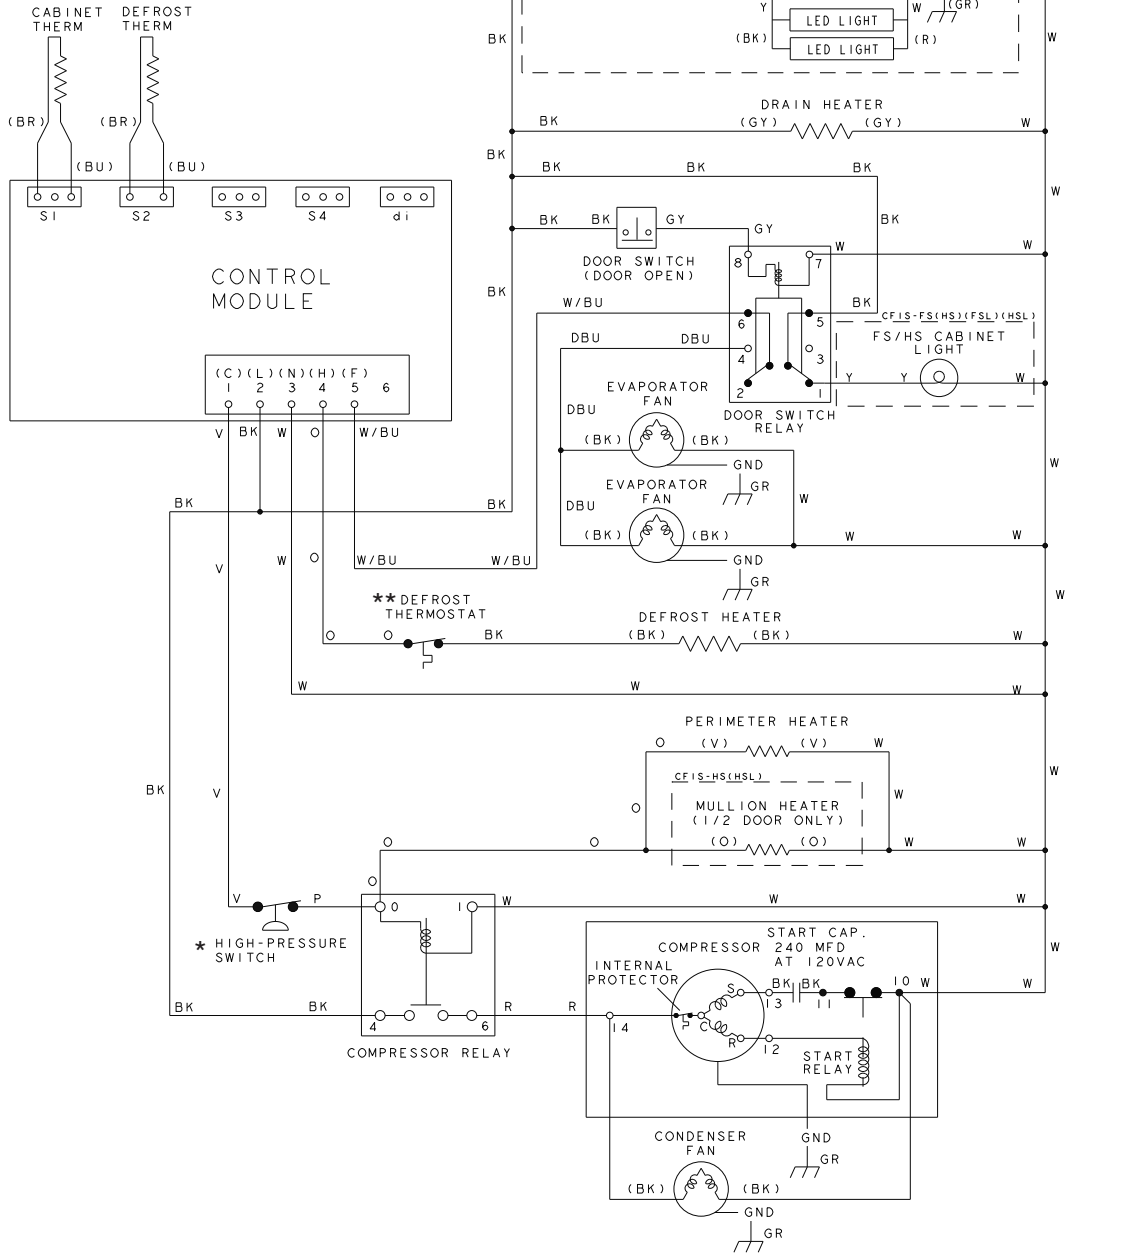 CABINET
THERM
DEFROST
THERM
(BR)
(BU)
(BR)
(BU)
S1
S2
S3
S4
di
CONTROL
MODULE
(C) (L) (N) (H) (F)
1 2 3 4 5 6
V
BK
W
O
W/BU
BK
Y
W
(GR)
LED LIGHT
(BK)
LED LIGHT
(R)
W
DRAIN HEATER
BK
(GY)
(GY)
W
BK
BK
BK
BK
W
BK
BK
BK
GY
GY
DOOR SWITCH
(DOOR OPEN)
W
W
8
7
BK
W/BU
BK
6
5
DBU
DBU
4
3
2
1
DOOR SWITCH
RELAY
CFIS-FS(HS)(FSL)(HSL)
FS/HS CABINET
LIGHT
Y
Y
W
EVAPORATOR
FAN
DBU
(BK)
(BK)
GND
GR
W
EVAPORATOR
FAN
DBU
(BK)
(BK)
W
W
W
GND
GR
BK
BK
BK
V
W
O
W/BU
W/BU
W
**DEFROST
THERMOSTAT
O
O
BK
DEFROST HEATER
(BK)
(BK)
W
W
W
W
PERIMETER HEATER
O
(V)
(V)
W
CFIS-HS(HSL)
MULLION HEATER
(1/2 DOOR ONLY)
O
(O)
(O)
W
W
W
W
BK
V
O
O
O
V
P
0
1
W
W
W
* HIGH-PRESSURE
SWITCH
W
BK
BK
4
6
R
R
COMPRESSOR RELAY
START CAP.
240 MFD
AT 120VAC
COMPRESSOR
INTERNAL
PROTECTOR
S
BK
BK
13
11
10
W
W
14
C
R
12
START
RELAY
GND
GR
CONDENSER
FAN
(BK)
(BK)
GND
GR